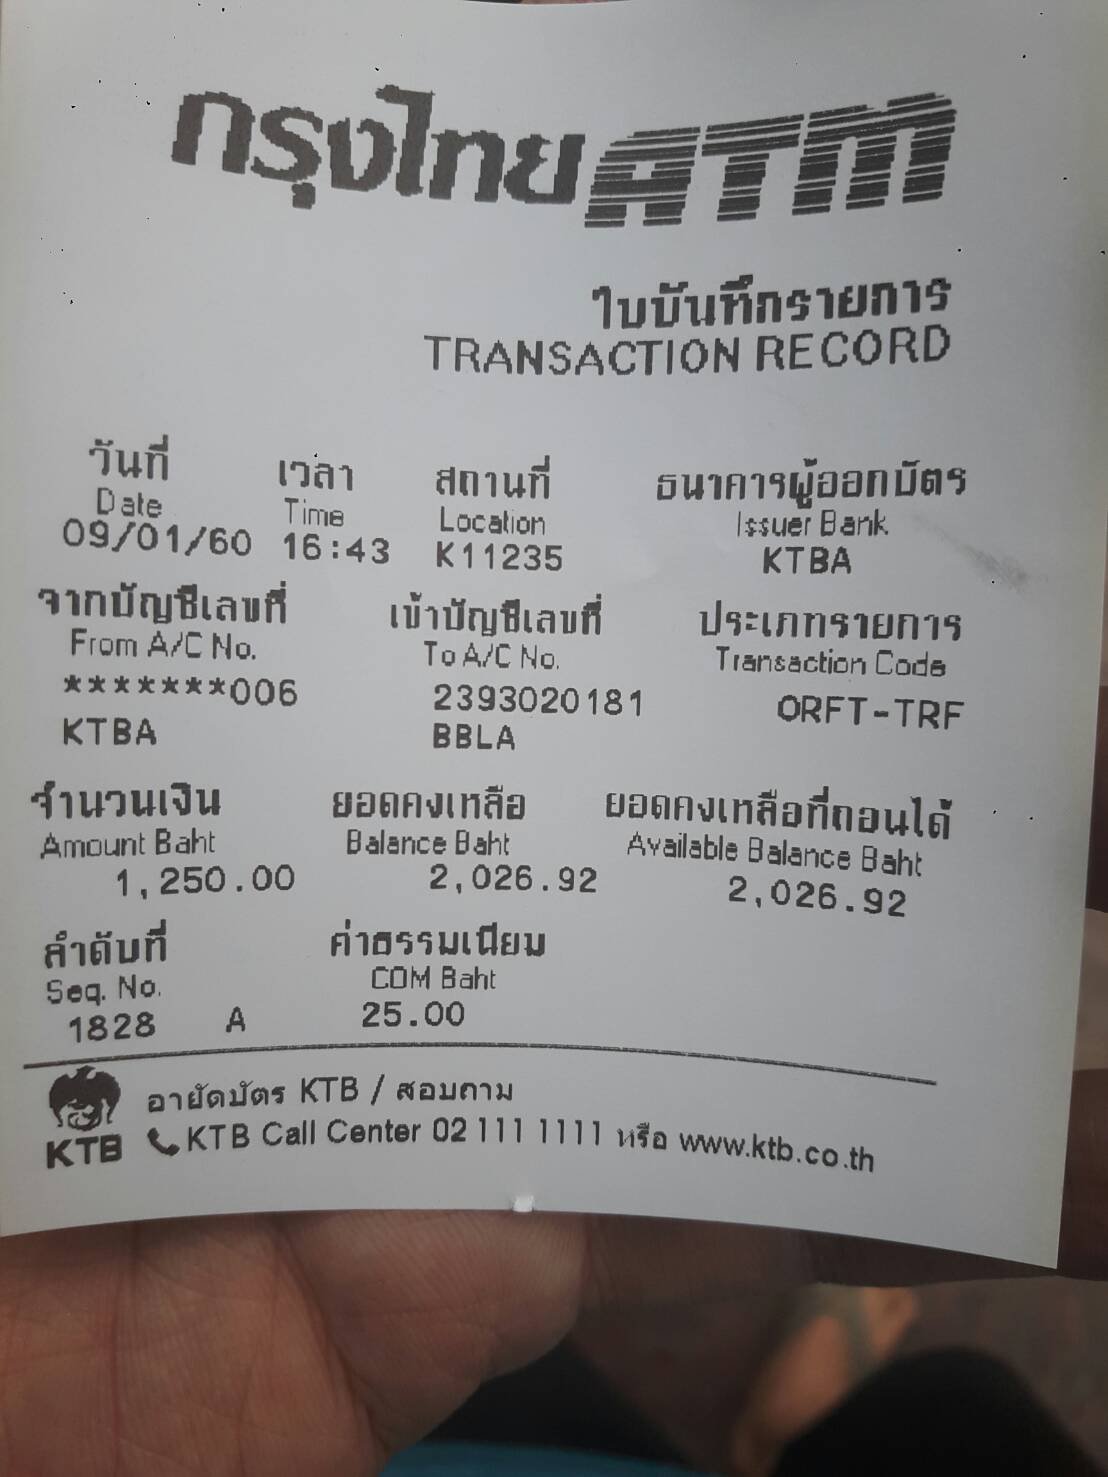 กรุงไทย ATM
ใบบันทึกรายการ
TRANSACTION RECORD
วันที่ เวลา สถานที่ ธนาคารผู้ออกบัตร
Date Time Location Issuer Bank
09/01/60 16:43 K11235 KTBA
จากบัญชีเลขที่ เข้าบัญชีเลขที่ ประเภทรายการ
From A/C No. To A/C No. Transaction Code
*******006 2393020181 ORFT-TRF
KTBA BBLA
จำนวนเงิน ยอดคงเหลือ ยอดคงเหลือที่ถอนได้
Amount Baht Balance Baht Available Balance Baht
1,250.00 2,026.92 2,026.92
ลำดับที่ ค่าธรรมเนียม
Seq. No. COM Baht
1828 A 25.00
อายัดบัตร KTB / สอบถาม
KTB KTB Call Center 02 111 1111 หรือ www.ktb.co.th